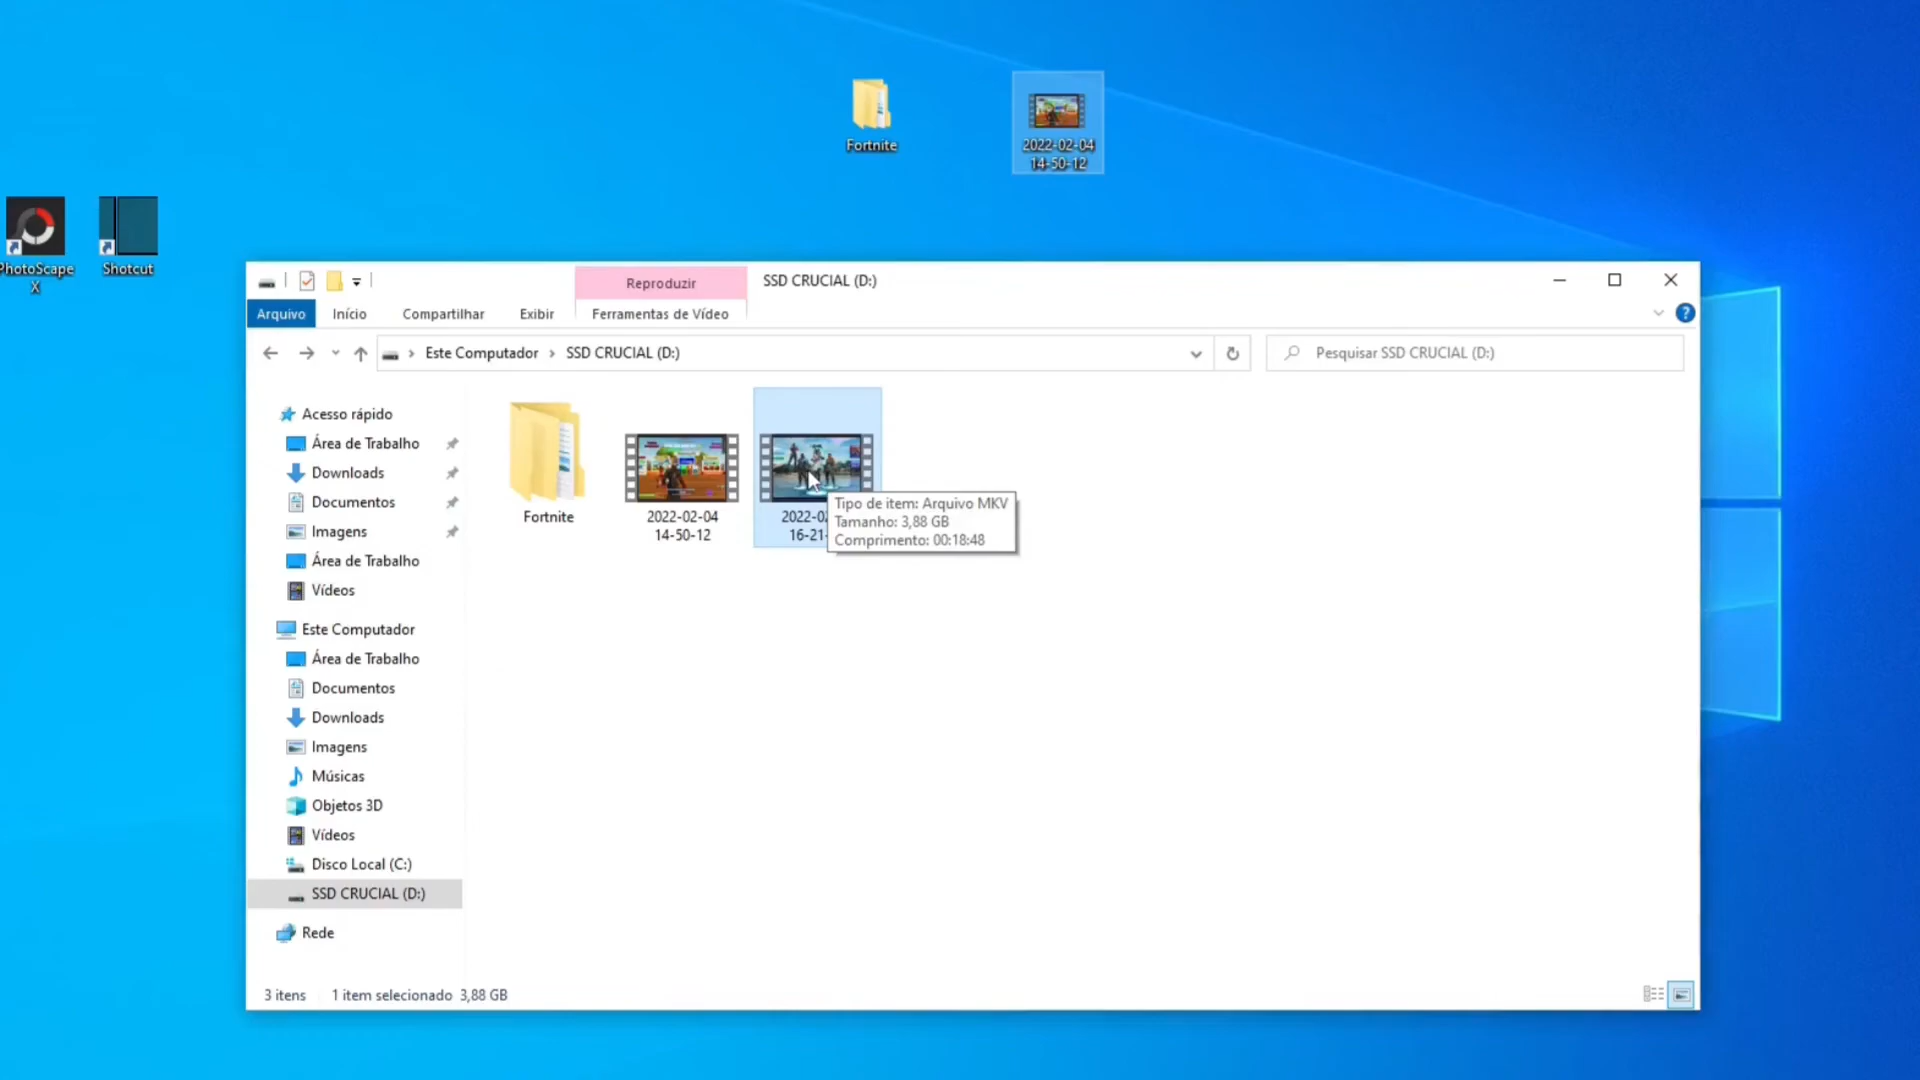 Fortnite
2022-02-04
14-50-12
PhotoScape
X
Shotcut
Reproduzir
SSD CRUCIAL (D:)
Arquivo
Início
Compartilhar
Exibir
Ferramentas de Vídeo
?
Este Computador
SSD CRUCIAL (D:)
Pesquisar SSD CRUCIAL (D:)
Acesso rápido
Área de Trabalho
Downloads
Documentos
Imagens
Área de Trabalho
Vídeos
Este Computador
Área de Trabalho
Documentos
Downloads
Imagens
Músicas
Objetos 3D
Vídeos
Disco Local (C:)
SSD CRUCIAL (D:)
Rede
Fortnite
2022-02-04
14-50-12
2022-0
16-21-
Tipo de item: Arquivo MKV
Tamanho: 3,88 GB
Comprimento: 00:18:48
3 itens
1 item selecionado 3,88 GB